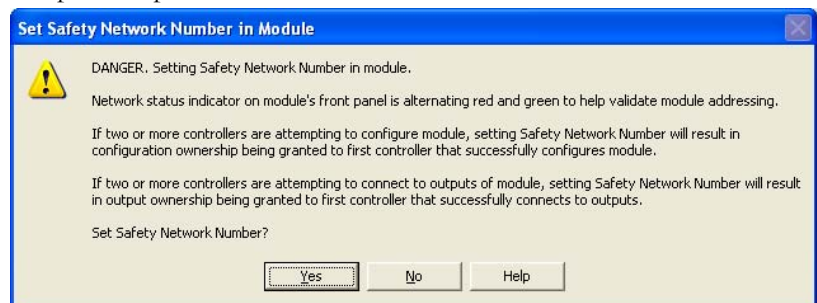 Set Safety Network Number in Module
DANGER. Setting Safety Network Number in module.
Network status indicator on module's front panel is alternating red and green to help validate module addressing.
If two or more controllers are attempting to configure module, setting Safety Network Number will result in
configuration ownership being granted to first controller that successfully configures module.
If two or more controllers are attempting to connect to outputs of module, setting Safety Network Number will result
in output ownership being granted to first controller that successfully connects to outputs.
Set Safety Network Number?
Yes No Help